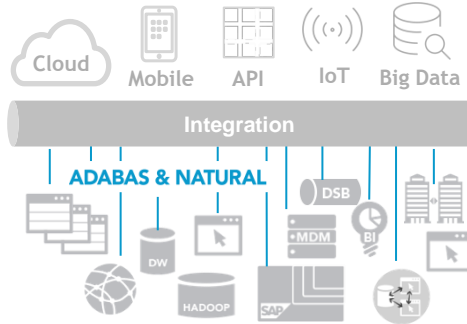 Cloud
Mobile
API
IoT
Big Data
Integration
ADABAS & NATURAL
DSB
DW
MDM
BI
HADOOP
SAP